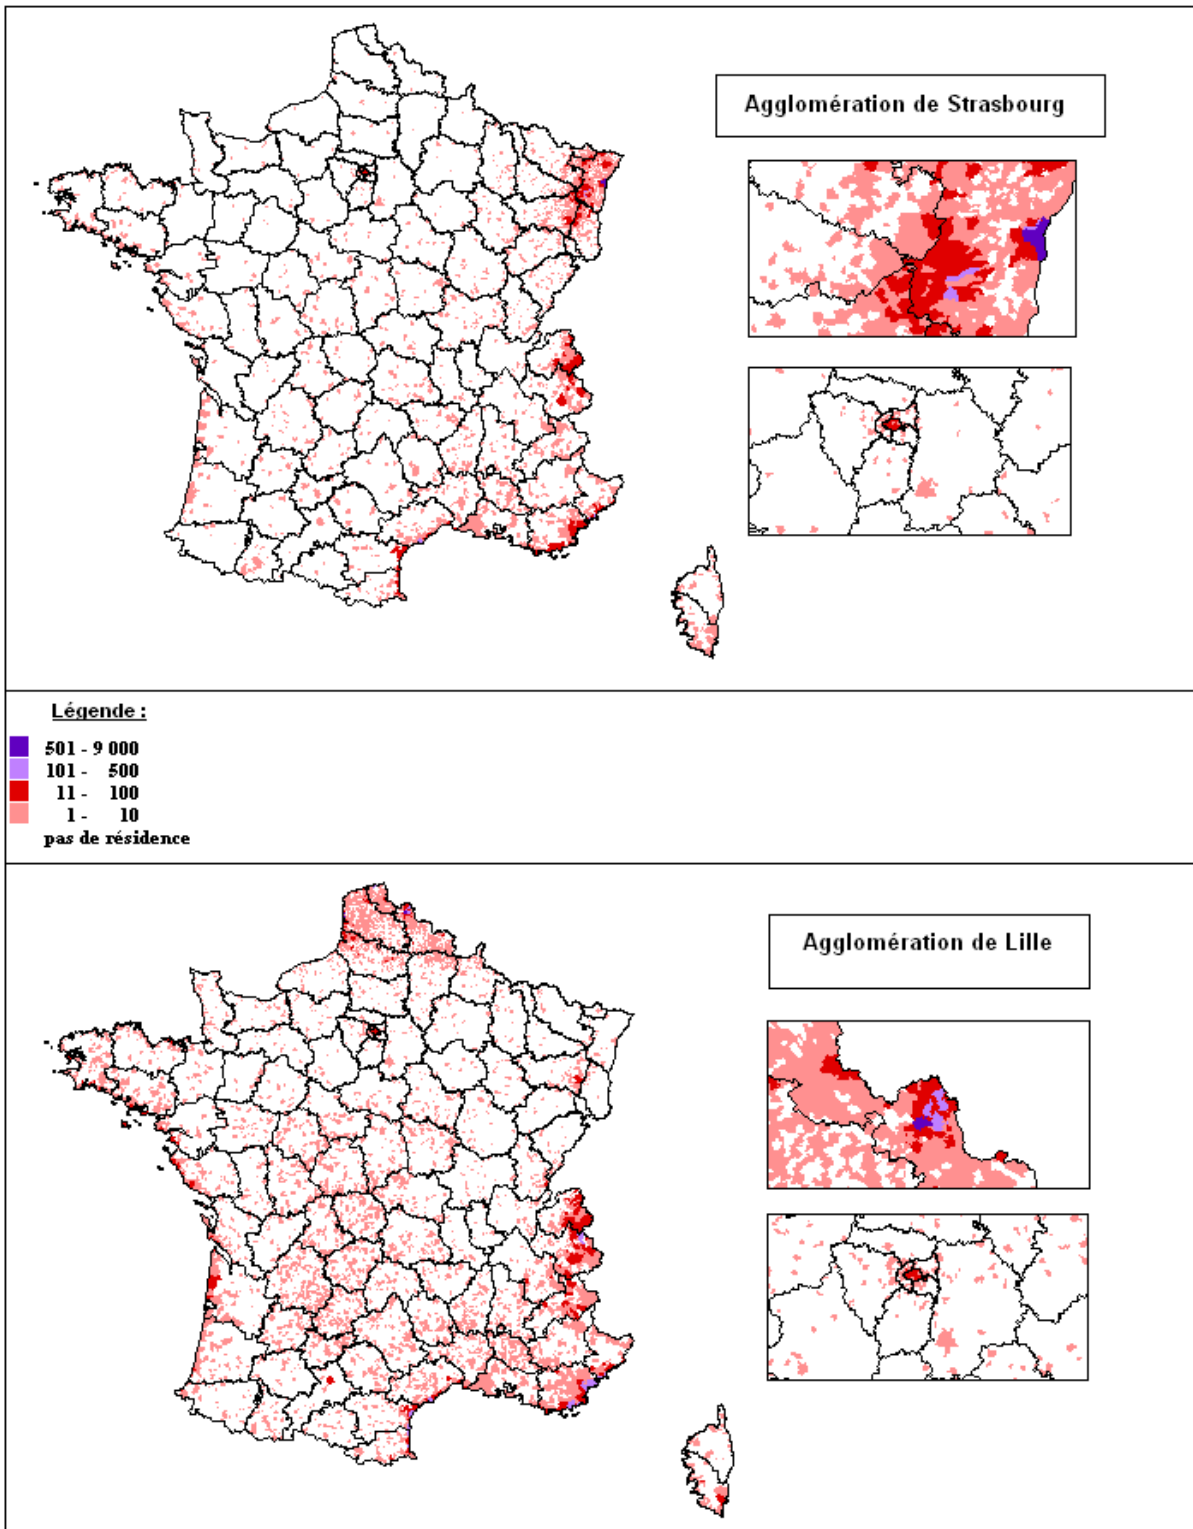 Agglomération de Strasbourg
Légende :
501 - 9 000
101 - 500
11 - 100
1 - 10
pas de résidence
Agglomération de Lille